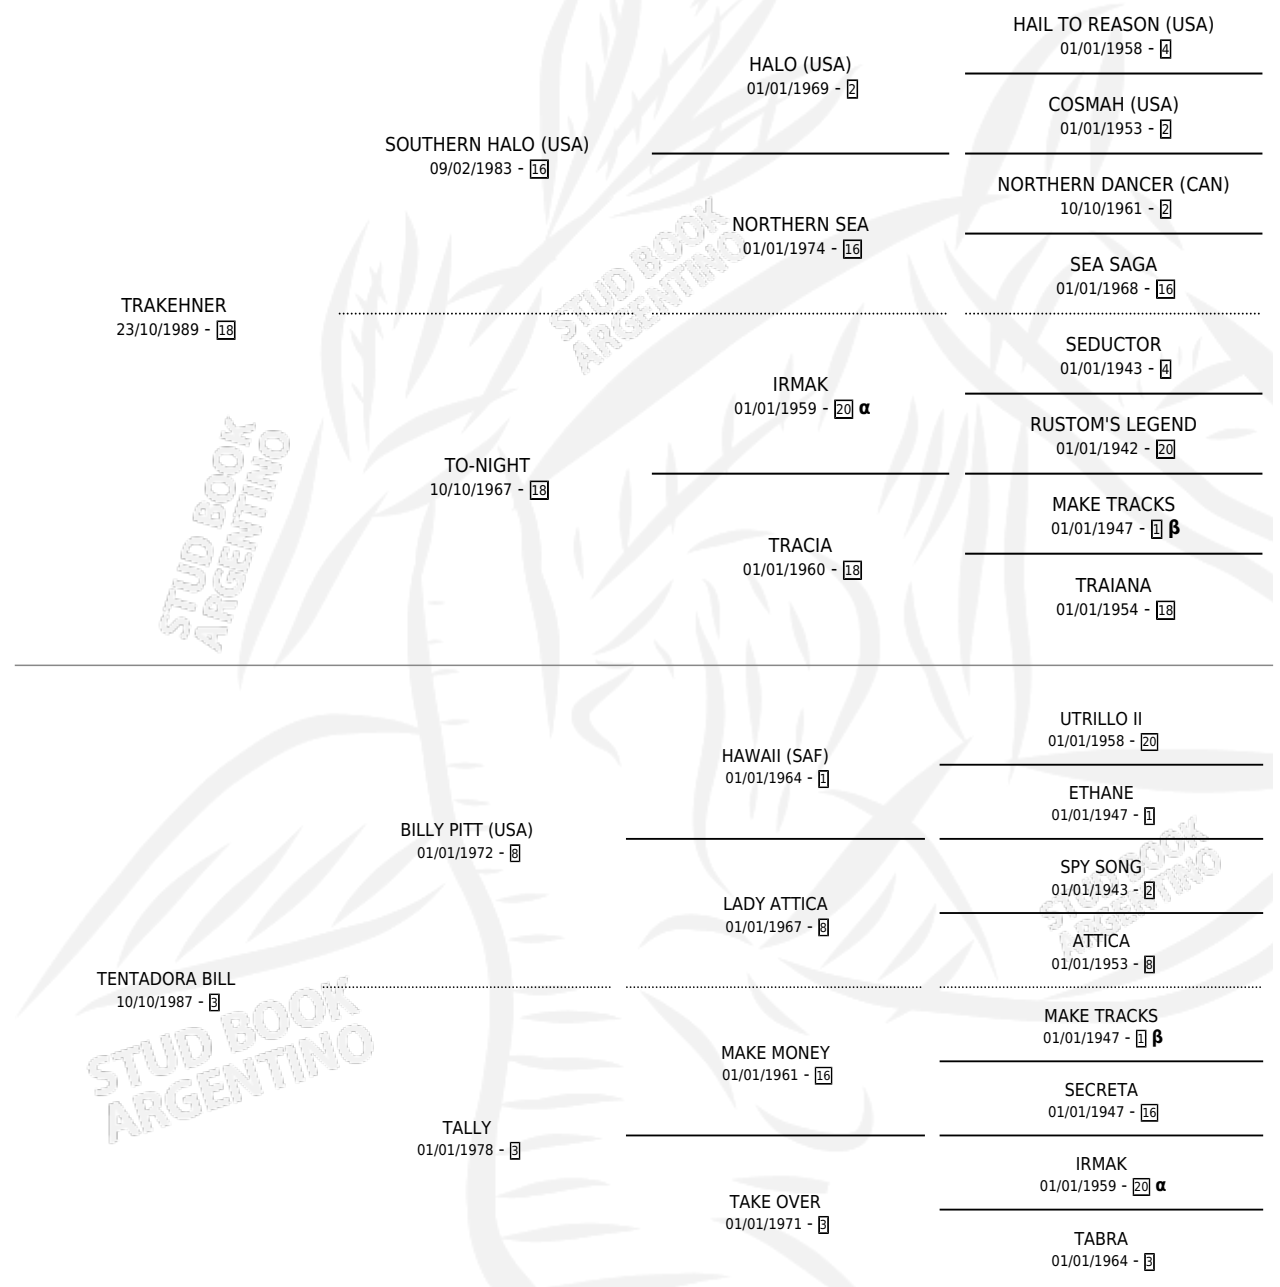 HAIL TO REASON (USA)
01/01/1958 - 4
HALO (USA)
01/01/1969 - 2
COSMAH (USA)
01/01/1953 - 2
SOUTHERN HALO (USA)
09/02/1983 - 16
NORTHERN DANCER (CAN)
10/10/1961 - 2
NORTHERN SEA
01/01/1974 - 16
SEA SAGA
01/01/1968 - 16
TRAKEHNER
23/10/1989 - 18
SEDUCTOR
01/01/1943 - 4
IRMAK
01/01/1959 - 20 α
RUSTOM'S LEGEND
01/01/1942 - 20
TO-NIGHT
10/10/1967 - 18
MAKE TRACKS
01/01/1947 - 1 β
TRACIA
01/01/1960 - 18
TRAIANA
01/01/1954 - 18
UTRILLO II
01/01/1958 - 20
HAWAII (SAF)
01/01/1964 - 1
ETHANE
01/01/1947 - 1
BILLY PITT (USA)
01/01/1972 - 8
SPY SONG
01/01/1943 - 2
LADY ATTICA
01/01/1967 - 8
ATTICA
01/01/1953 - 8
TENTADORA BILL
10/10/1987 - 3
MAKE TRACKS
01/01/1947 - 1 β
MAKE MONEY
01/01/1961 - 16
SECRETA
01/01/1947 - 16
TALLY
01/01/1978 - 3
IRMAK
01/01/1959 - 20 α
TAKE OVER
01/01/1971 - 3
TABRA
01/01/1964 - 3
STUD BOOK
ARGENTINO
STUD BOOK
ARGENTINO
STUD BOOK
ARGENTINO
STUD BOOK
ARGENTINO